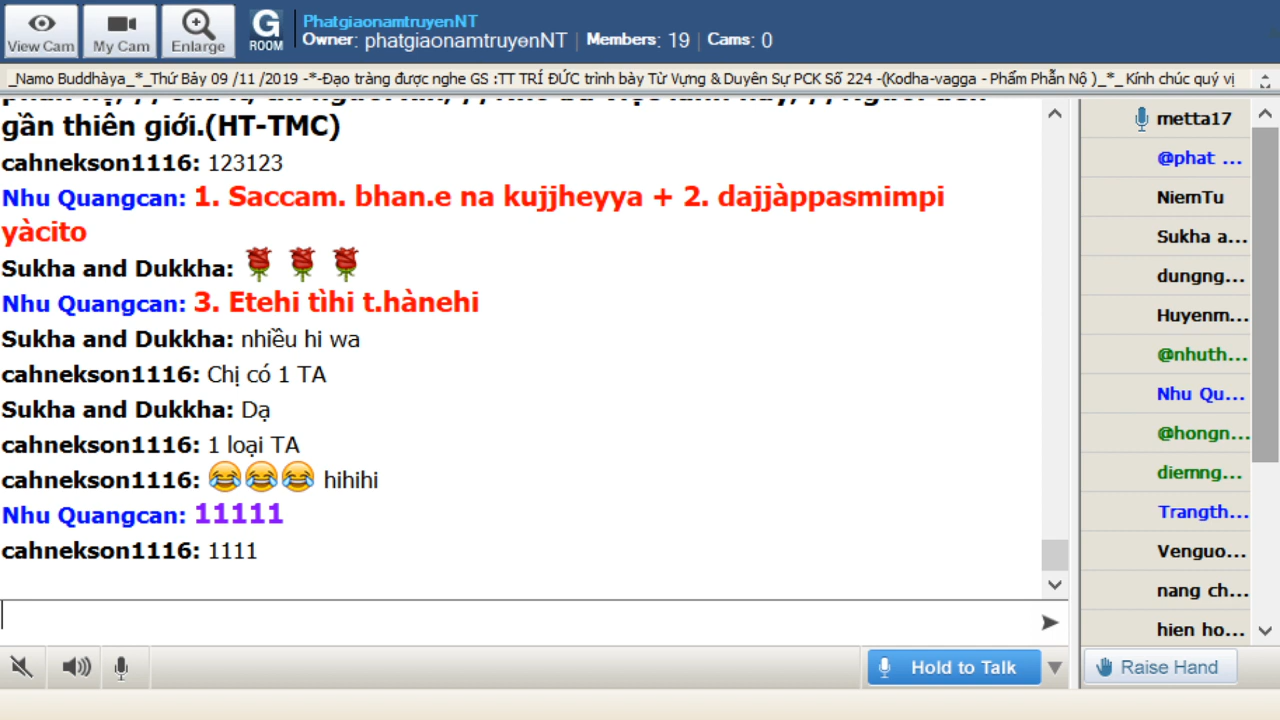 View Cam
My Cam
Enlarge
G
ROOM
PhatgiaonamtruyenNT
Owner: phatgiaonamtruyenNT | Members: 19 | Cams: 0
_Namo Buddhàya_*_Thứ Bảy 09 /11 /2019 -*-Đạo tràng được nghe GS :TT TRÍ ĐỨC trình bày Từ Vựng & Duyên Sự PCK Số 224 -(Kodha-vagga - Phẩm Phẫn Nộ )_*_ Kính chúc quý vị
gần thiên giới.(HT-TMC)
cahnekson1116: 123123
Nhu Quangcan: 1. Saccam. bhan.e na kujjheyya + 2. dajjàppasmimpi
yàcito
Sukha and Dukkha:
Nhu Quangcan: 3. Etehi tìhi t.hànehi
Sukha and Dukkha: nhiều hi wa
cahnekson1116: Chị có 1 TA
Sukha and Dukkha: Dạ
cahnekson1116: 1 loại TA
cahnekson1116: 😂😂😂 hihihi
Nhu Quangcan: 11111
cahnekson1116: 1111
Hold to Talk
metta17
@phat ...
NiemTu
Sukha a...
dungng...
Huyenm...
@nhuth...
Nhu Qu...
@hongn...
diemng...
Trangth...
Venguo...
nang ch...
hien ho...
Raise Hand